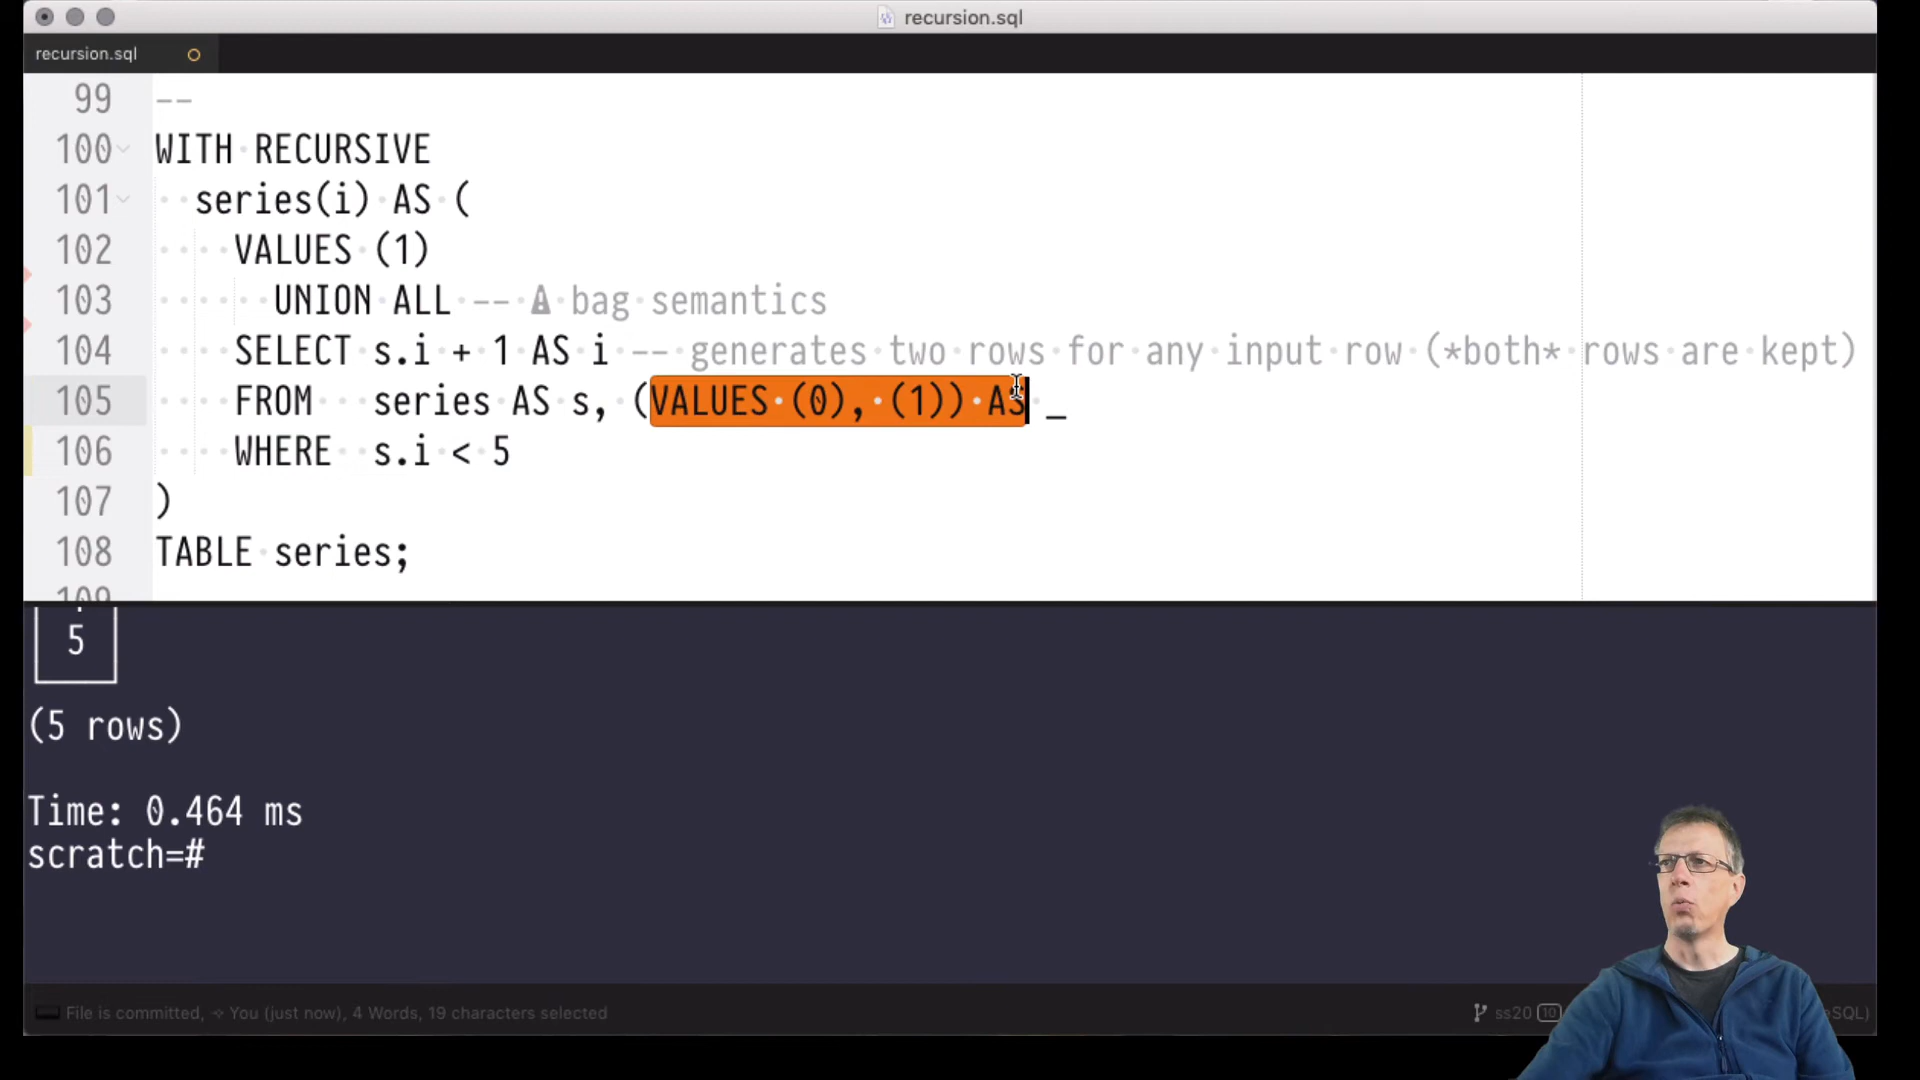 recursion.sql
recursion.sql
99 --
100 WITH RECURSIVE
101 series(i) AS (
102 VALUES (1)
103 UNION ALL -- ⚠ bag semantics
104 SELECT s.i + 1 AS i -- generates two rows for any input row (*both* rows are kept)
105 FROM series AS s, (VALUES (0), (1)) AS _
106 WHERE s.i < 5
107 )
108 TABLE series;
109
5
(5 rows)
Time: 0.464 ms
scratch=#
File is committed, You (just now), 4 Words, 19 characters selected
ss20 10 eSQL)